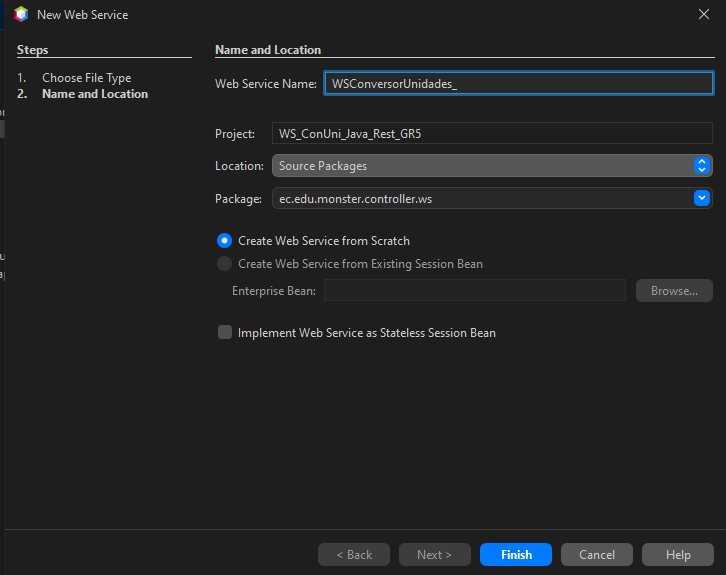 New Web Service
Steps
1. Choose File Type
2. Name and Location
Name and Location
Web Service Name: WSConversorUnidades_
Project: WS_ConUni_Java_Rest_GR5
Location: Source Packages
Package: ec.edu.monster.controller.ws
Create Web Service from Scratch
Create Web Service from Existing Session Bean
Enterprise Bean: Browse...
Implement Web Service as Stateless Session Bean
< Back Next > Finish Cancel Help